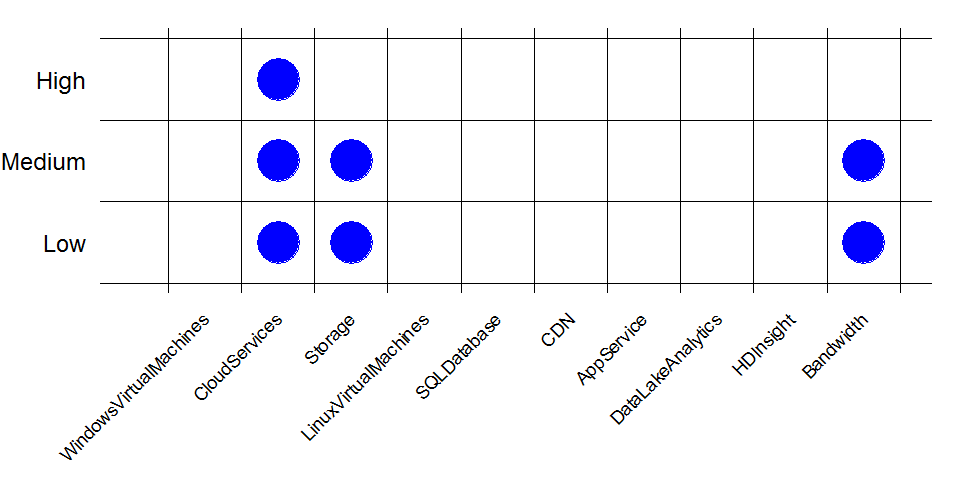 High
Medium
Low
WindowsVirtualMachines
CloudServices
Storage
LinuxVirtualMachines
SQLDatabase
CDN
AppService
DataLakeAnalytics
HDInsight
Bandwidth